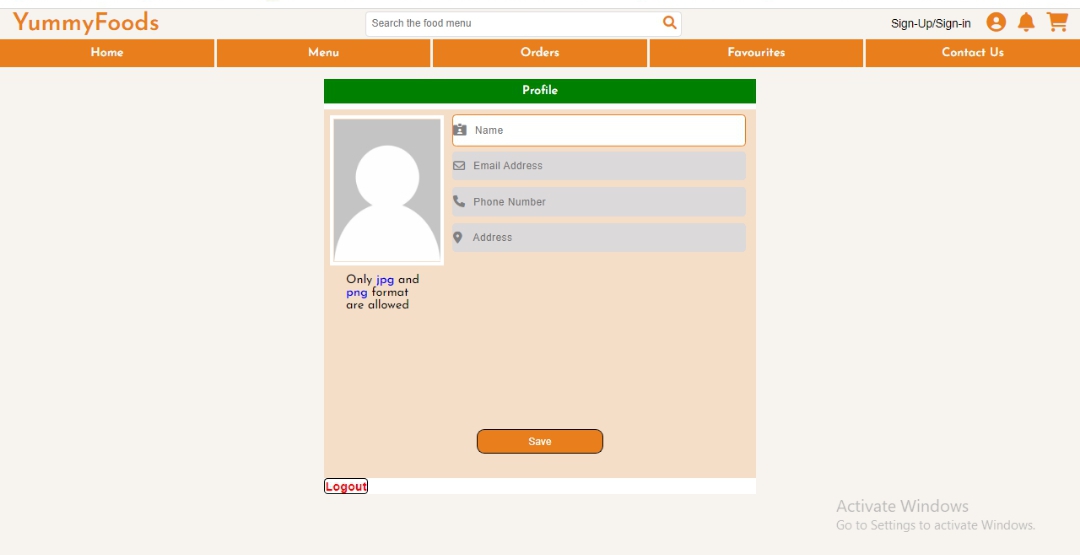 YummyFoods
Search the food menu
Sign-Up/Sign-in
Home
Menu
Orders
Favourites
Contact Us
Profile
Name
Email Address
Phone Number
Address
Only jpg and
png format
are allowed
Save
Logout
Activate Windows
Go to Settings to activate Windows.